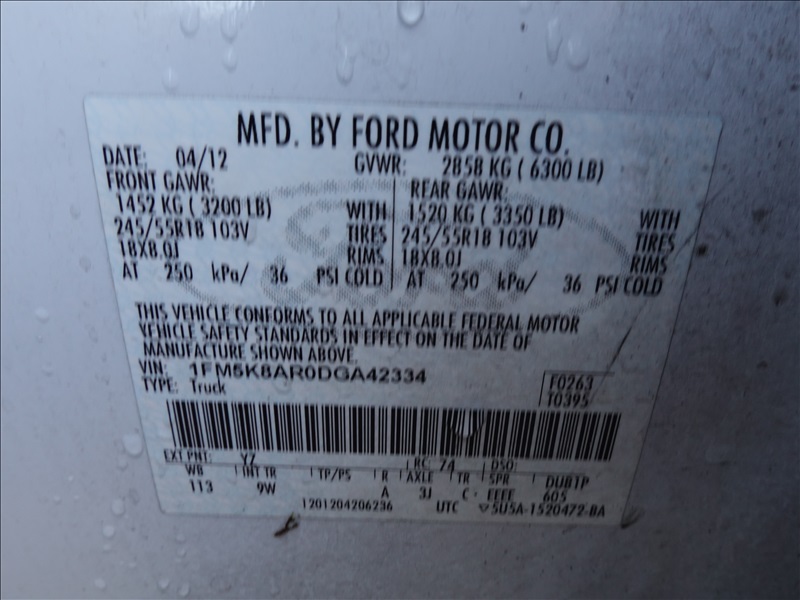 MFD. BY FORD MOTOR CO.
DATE: 04/12 GVWR: 2858 KG ( 6300 LB)
FRONT GAWR: REAR GAWR:
1452 KG ( 3200 LB) WITH 1520 KG ( 3350 LB) WITH
245/55R18 103V TIRES 245/55R18 103V TIRES
18X8.0J RIMS 18X8.0J RIMS
AT 250 kPa/ 36 PSI COLD AT 250 kPa/ 36 PSI COLD
THIS VEHICLE CONFORMS TO ALL APPLICABLE FEDERAL MOTOR
VEHICLE SAFETY STANDARDS IN EFFECT ON THE DATE OF
MANUFACTURE SHOWN ABOVE.
VIN: 1FM5K8AR0DGA42334 F0263
TYPE: Truck T0395
EXT PNT: YZ RC: 74 DSO:
WB INT TR TP/PS R AXLE TR SPR DUB1P
113 9W A 3J C EEEE 605
1201204206236 UTC ▽5U5A-1520472-BA